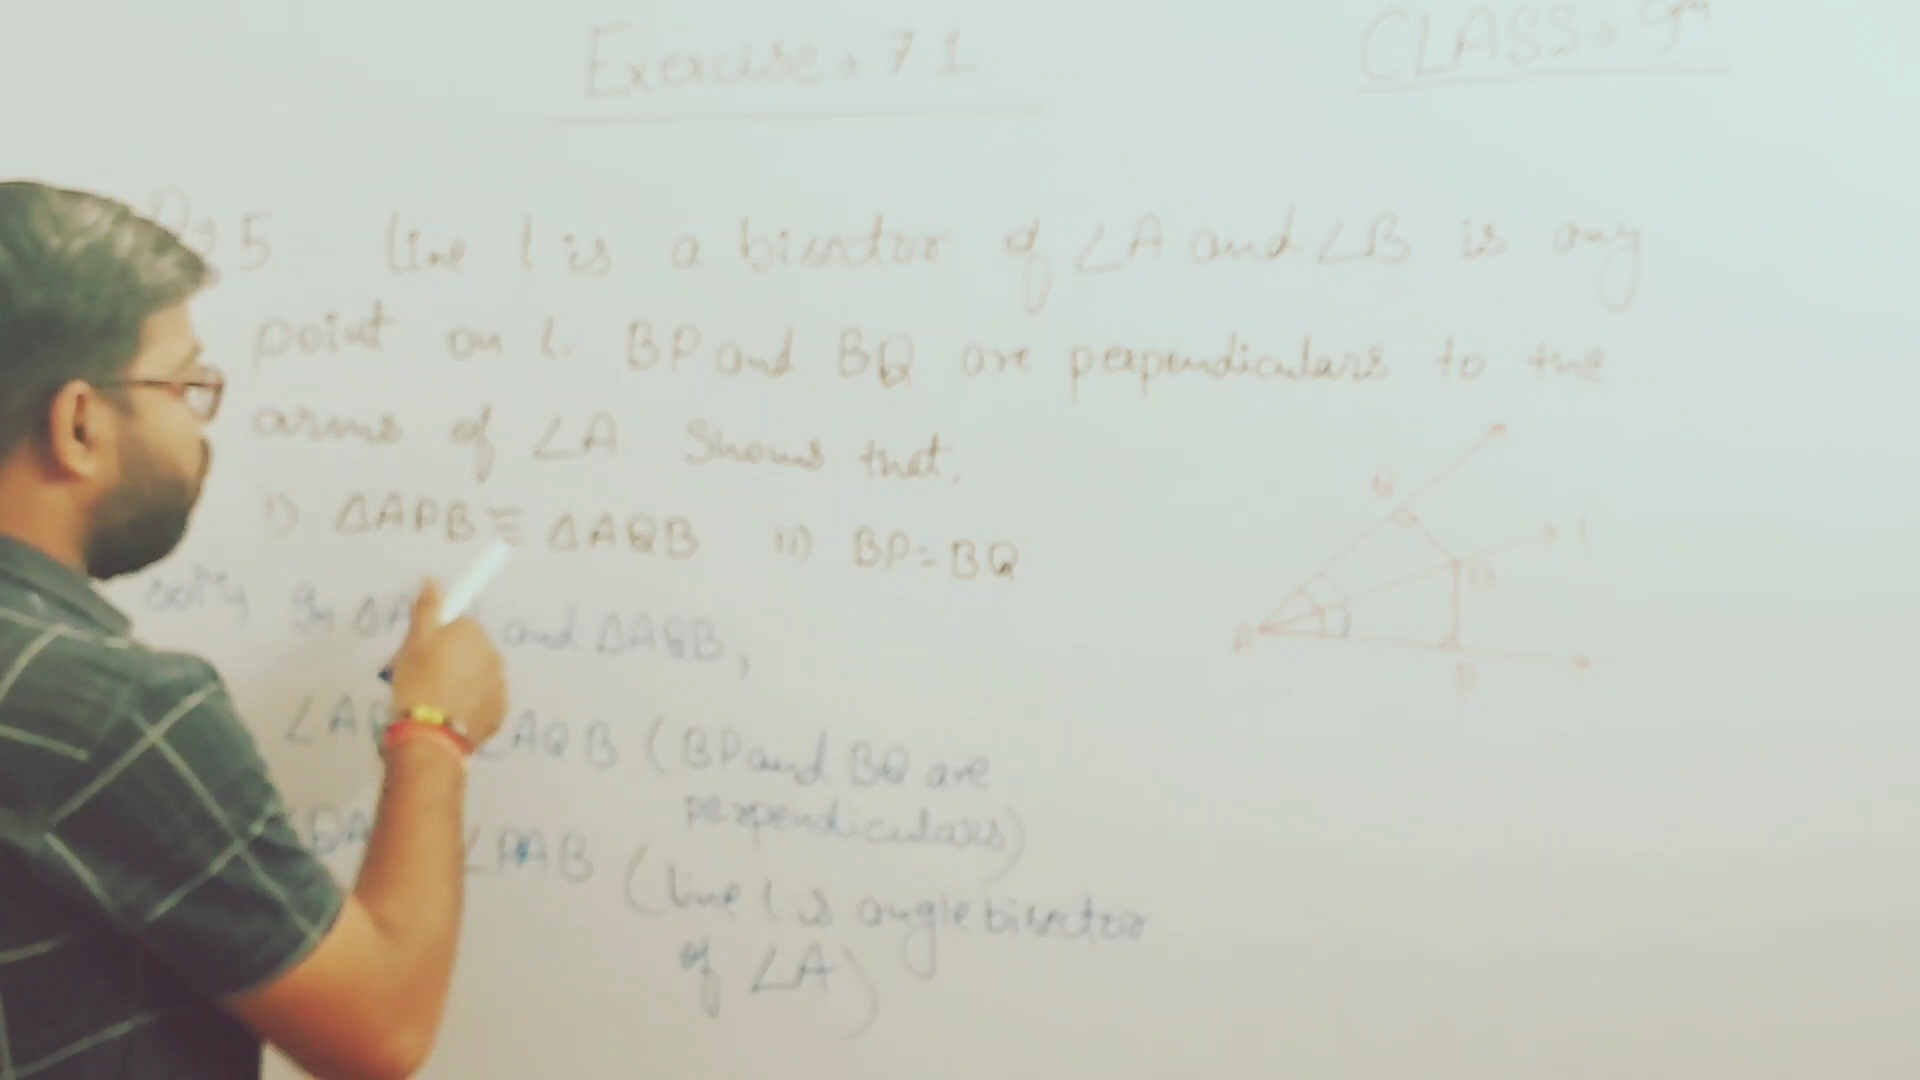 Exercise → 7 1
CLASS → 9th
Q→5 line l is a bisector of ∠A and ∠B is any
point on l. BP and BQ are perpendiculars to the
arms of ∠A Shows that,
i) ΔAPB ≅ ΔAQB ii) BP = BQ
Q
l
B
A
P
and ΔAQB,
∠AQB (BP and BQ are
perpendiculars)
∠PAB (line l is angle bisector
of ∠A)